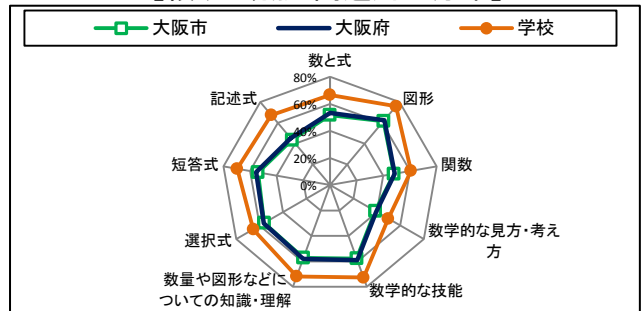 大阪市
大阪府
学校
数と式
図形
関数
数学的な見方・考え
方
数学的な技能
数量や図形などに
ついての知識・理解
選択式
短答式
記述式
80%
60%
40%
20%
0%